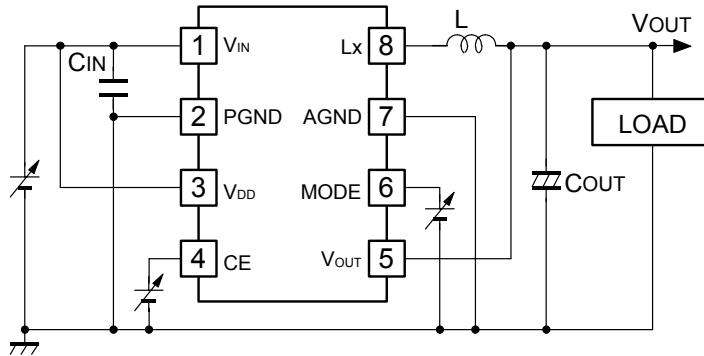 L
VOUT
CIN
1 VIN
Lx 8
2 PGND
AGND 7
LOAD
3 VDD
MODE 6
COUT
4 CE
VOUT 5